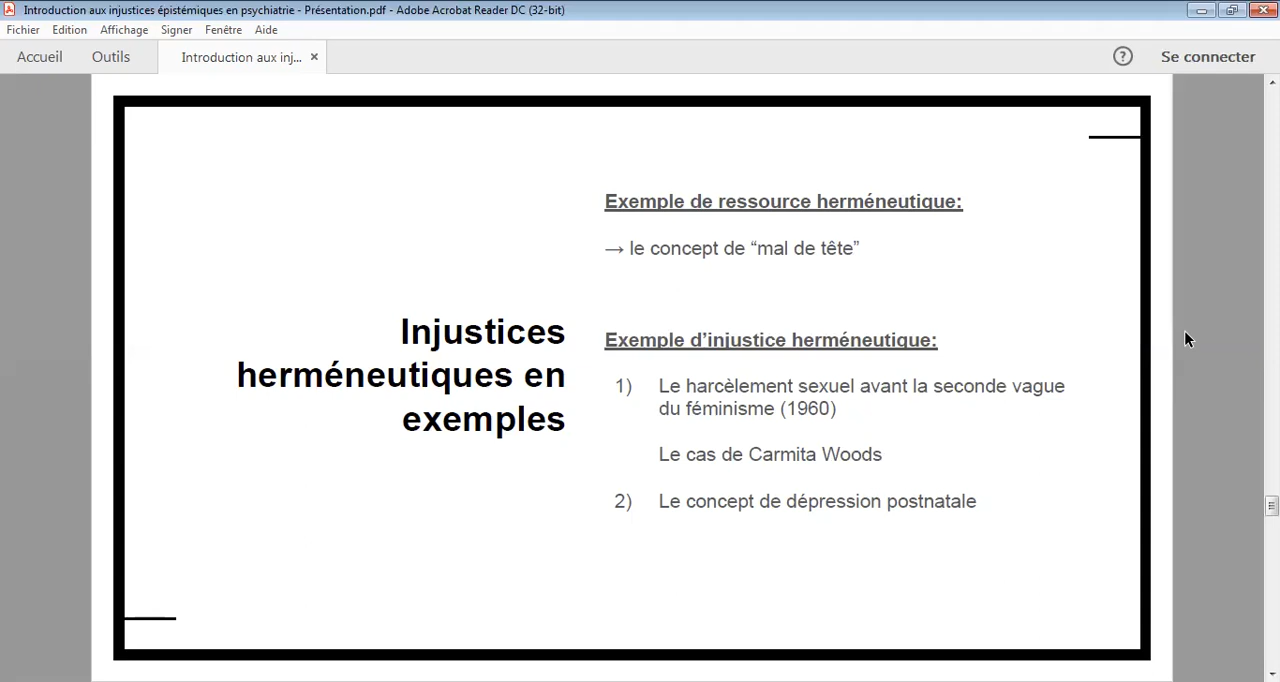 Introduction aux injustices épistémiques en psychiatrie - Présentation.pdf - Adobe Acrobat Reader DC (32-bit)
Fichier Edition Affichage Signer Fenêtre Aide
Accueil Outils Introduction aux inj... × ? Se connecter
Injustices
herméneutiques en
exemples
Exemple de ressource herméneutique:
→ le concept de “mal de tête”
Exemple d’injustice herméneutique:
1) Le harcèlement sexuel avant la seconde vague
du féminisme (1960)
Le cas de Carmita Woods
2) Le concept de dépression postnatale